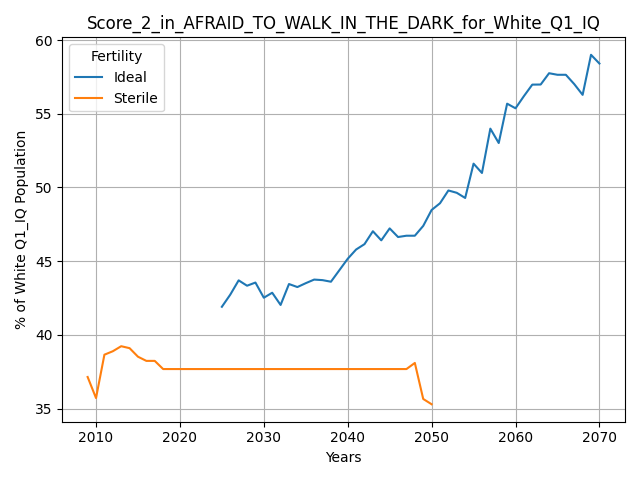 Score_2_in_AFRAID_TO_WALK_IN_THE_DARK_for_White_Q1_IQ
Fertility
Ideal
Sterile
% of White Q1_IQ Population
60
55
50
45
40
35
2010 2020 2030 2040 2050 2060 2070
Years